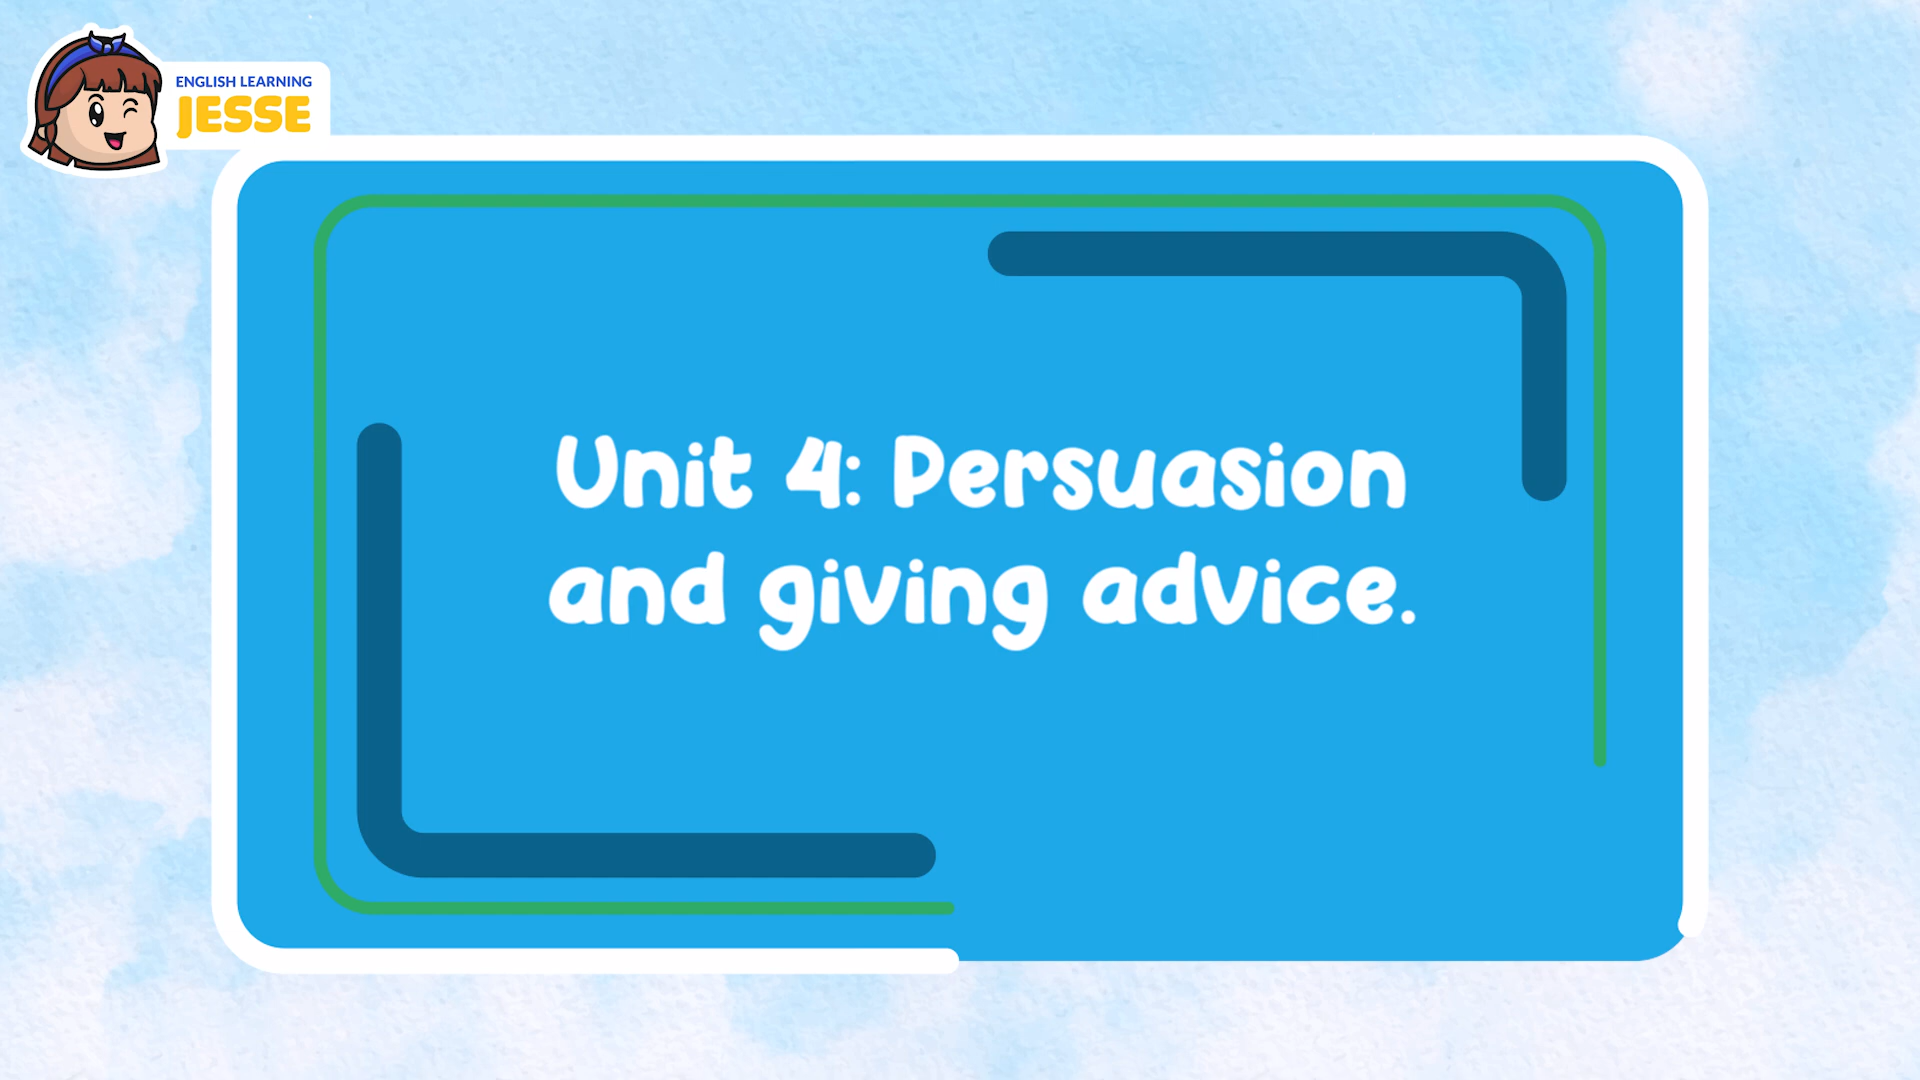 ENGLISH LEARNING
JESSE
Unit 4: Persuasion
and giving advice.